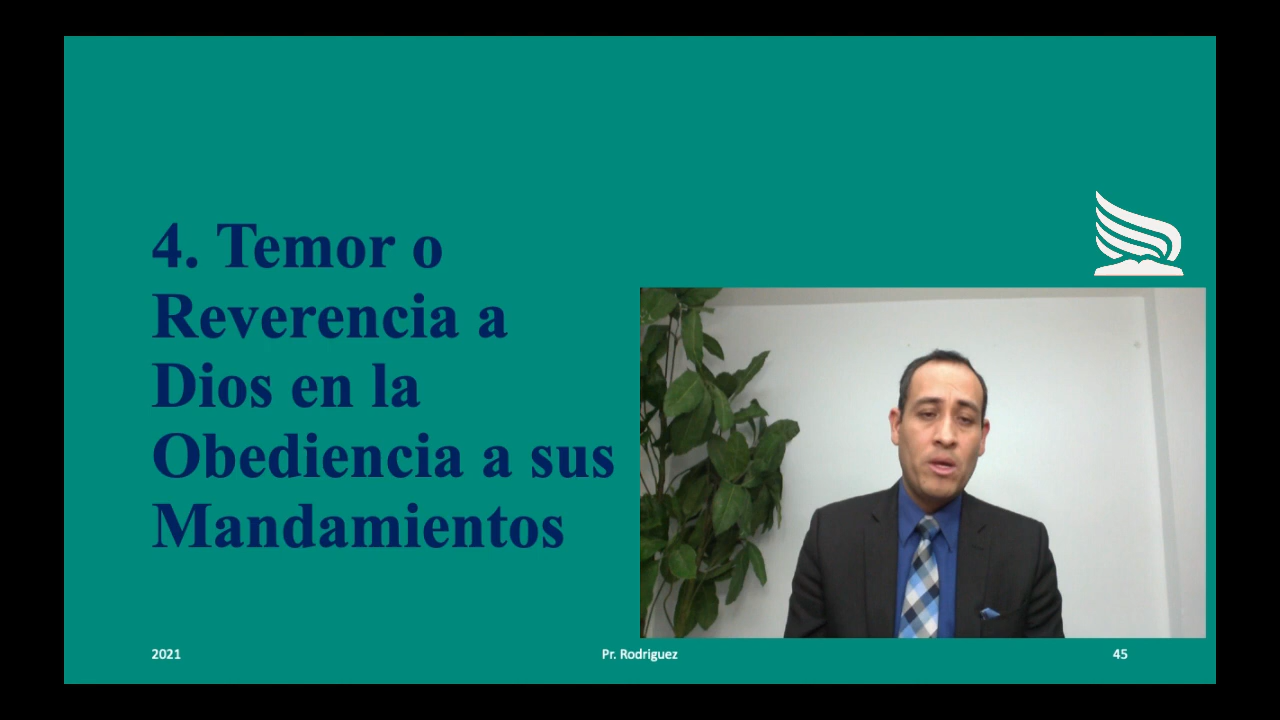 4. Temor o
Reverencia a
Dios en la
Obediencia a sus
Mandamientos
2021
Pr. Rodriguez
45